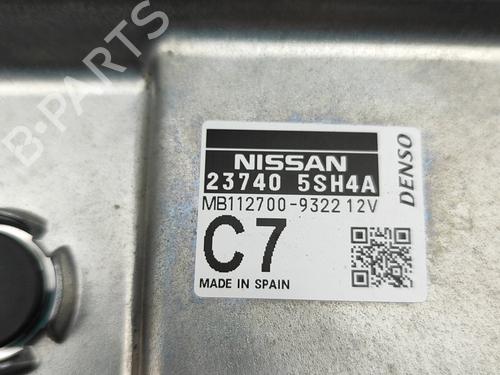 B-PARTS
NISSAN
23740 5SH4A
MB112700-9322 12V
DENSO
C7
MADE IN SPAIN